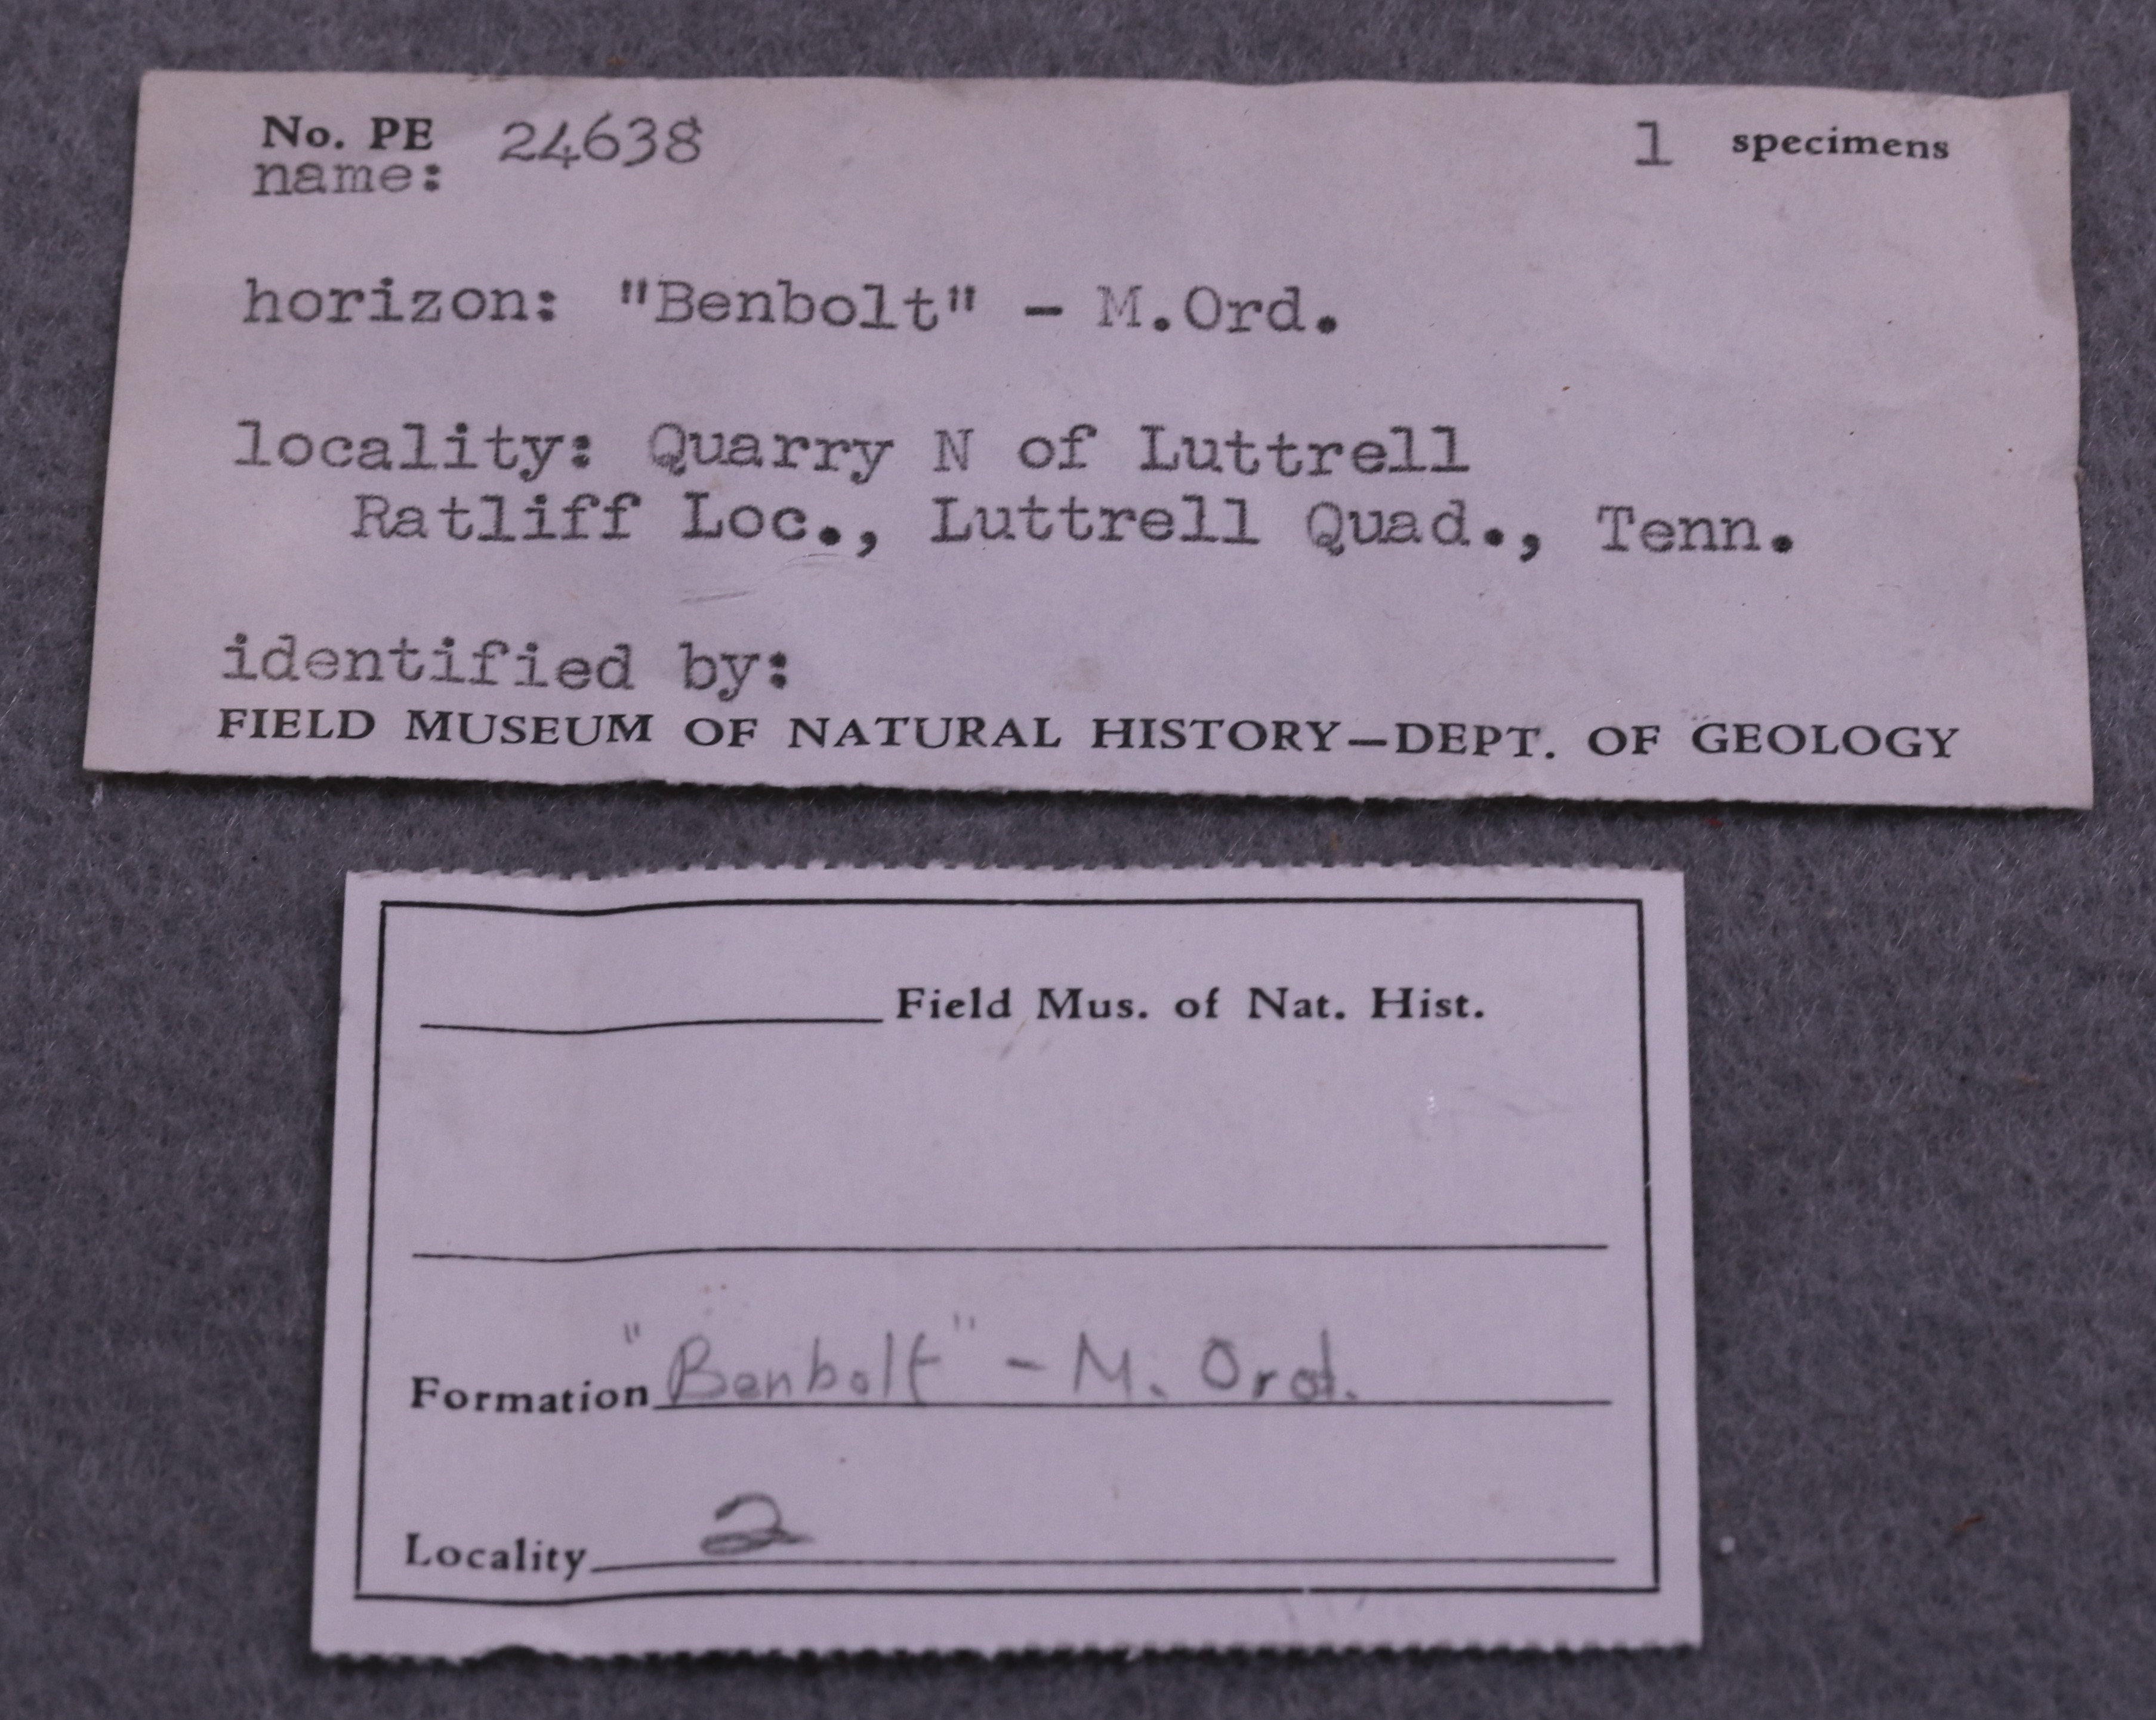 No. PE 24638 1 specimens
name:
horizon: "Benbolt" - M.Ord.
locality: Quarry N of Luttrell
Ratliff Loc., Luttrell Quad., Tenn.
identified by:
FIELD MUSEUM OF NATURAL HISTORY—DEPT. OF GEOLOGY
Field Mus. of Nat. Hist.
Formation "Benbolt" - M. Ord.
Locality 2